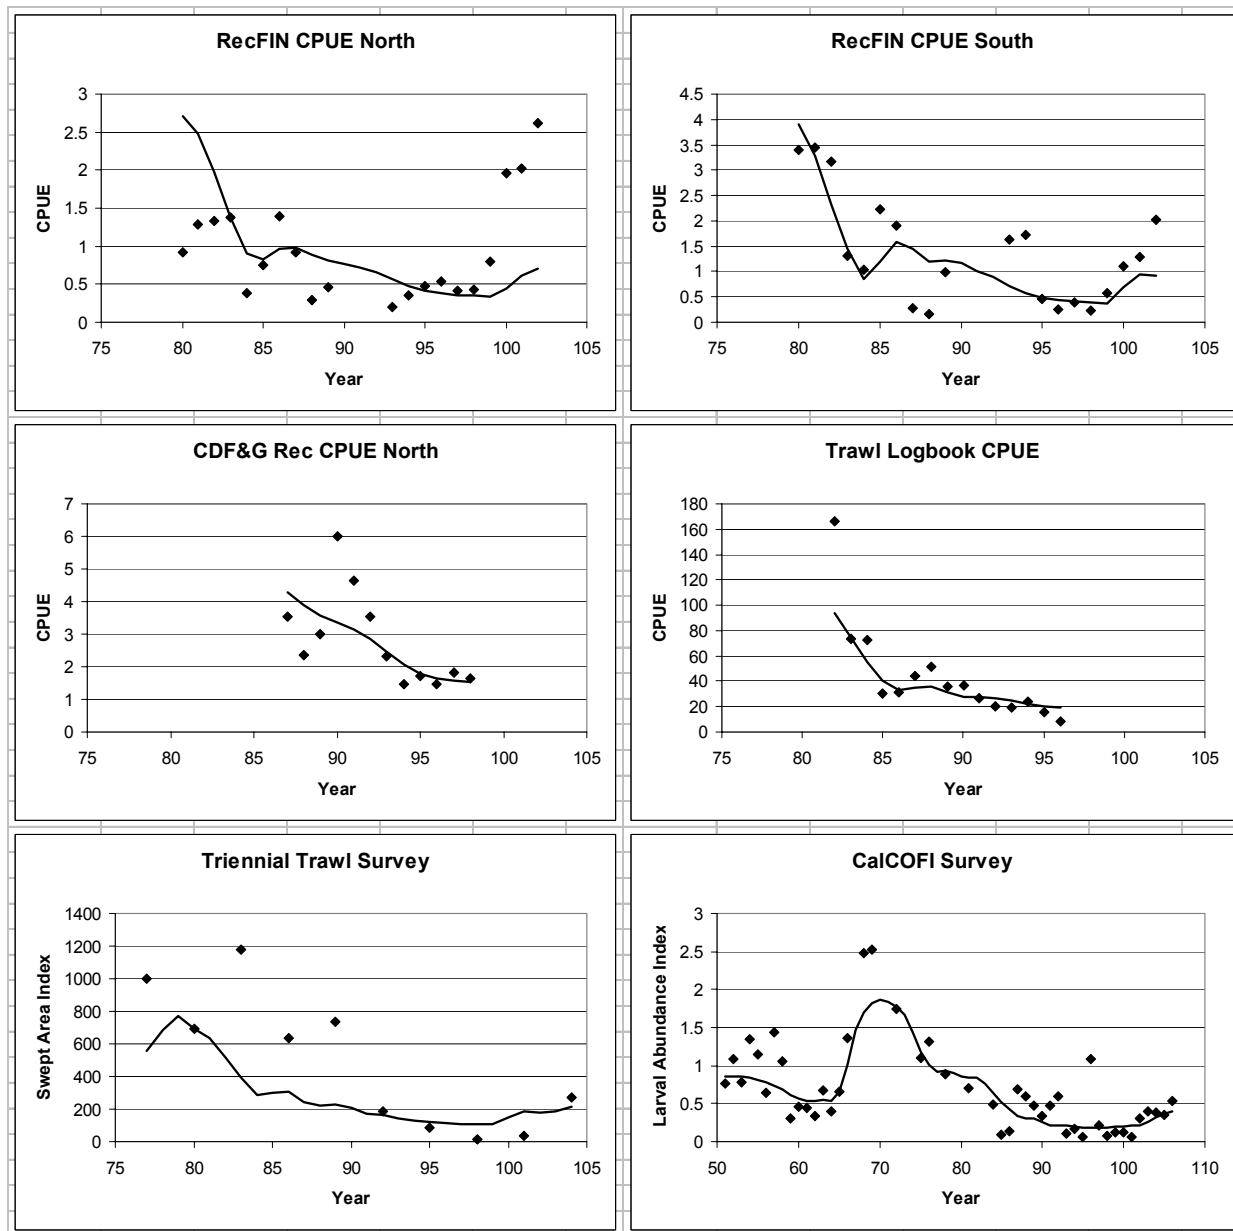 RecFIN CPUE North
CPUE
3
2.5
2
1.5
1
0.5
0
75 80 85 90 95 100 105
Year
RecFIN CPUE South
CPUE
4.5
4
3.5
3
2.5
2
1.5
1
0.5
0
75 80 85 90 95 100 105
Year
CDF&G Rec CPUE North
CPUE
7
6
5
4
3
2
1
0
75 80 85 90 95 100 105
Year
Trawl Logbook CPUE
CPUE
180
160
140
120
100
80
60
40
20
0
75 80 85 90 95 100 105
Year
Triennial Trawl Survey
Swept Area Index
1400
1200
1000
800
600
400
200
0
75 80 85 90 95 100 105
Year
CalCOFI Survey
Larval Abundance Index
3
2.5
2
1.5
1
0.5
0
50 60 70 80 90 100 110
Year